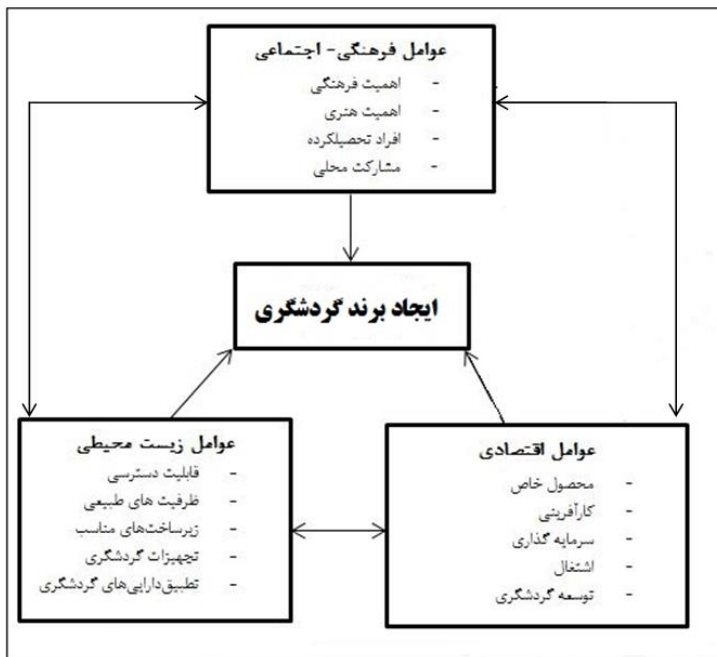 عوامل فرهنگی- اجتماعی
- اهمیت فرهنگی
- اهمیت هنری
- افراد تحصیلکرده
- مشارکت محلی
ایجاد برند گردشگری
عوامل اقتصادی
- محصول خاص
- کارآفرینی
- سرمایه گذاری
- اشتغال
- توسعه گردشگری
عوامل زیست محیطی
- قابلیت دسترسی
- ظرفیت های طبیعی
- زیرساخت‌های مناسب
- تجهیزات گردشگری
- تطبیق‌دارایی‌های گردشگری